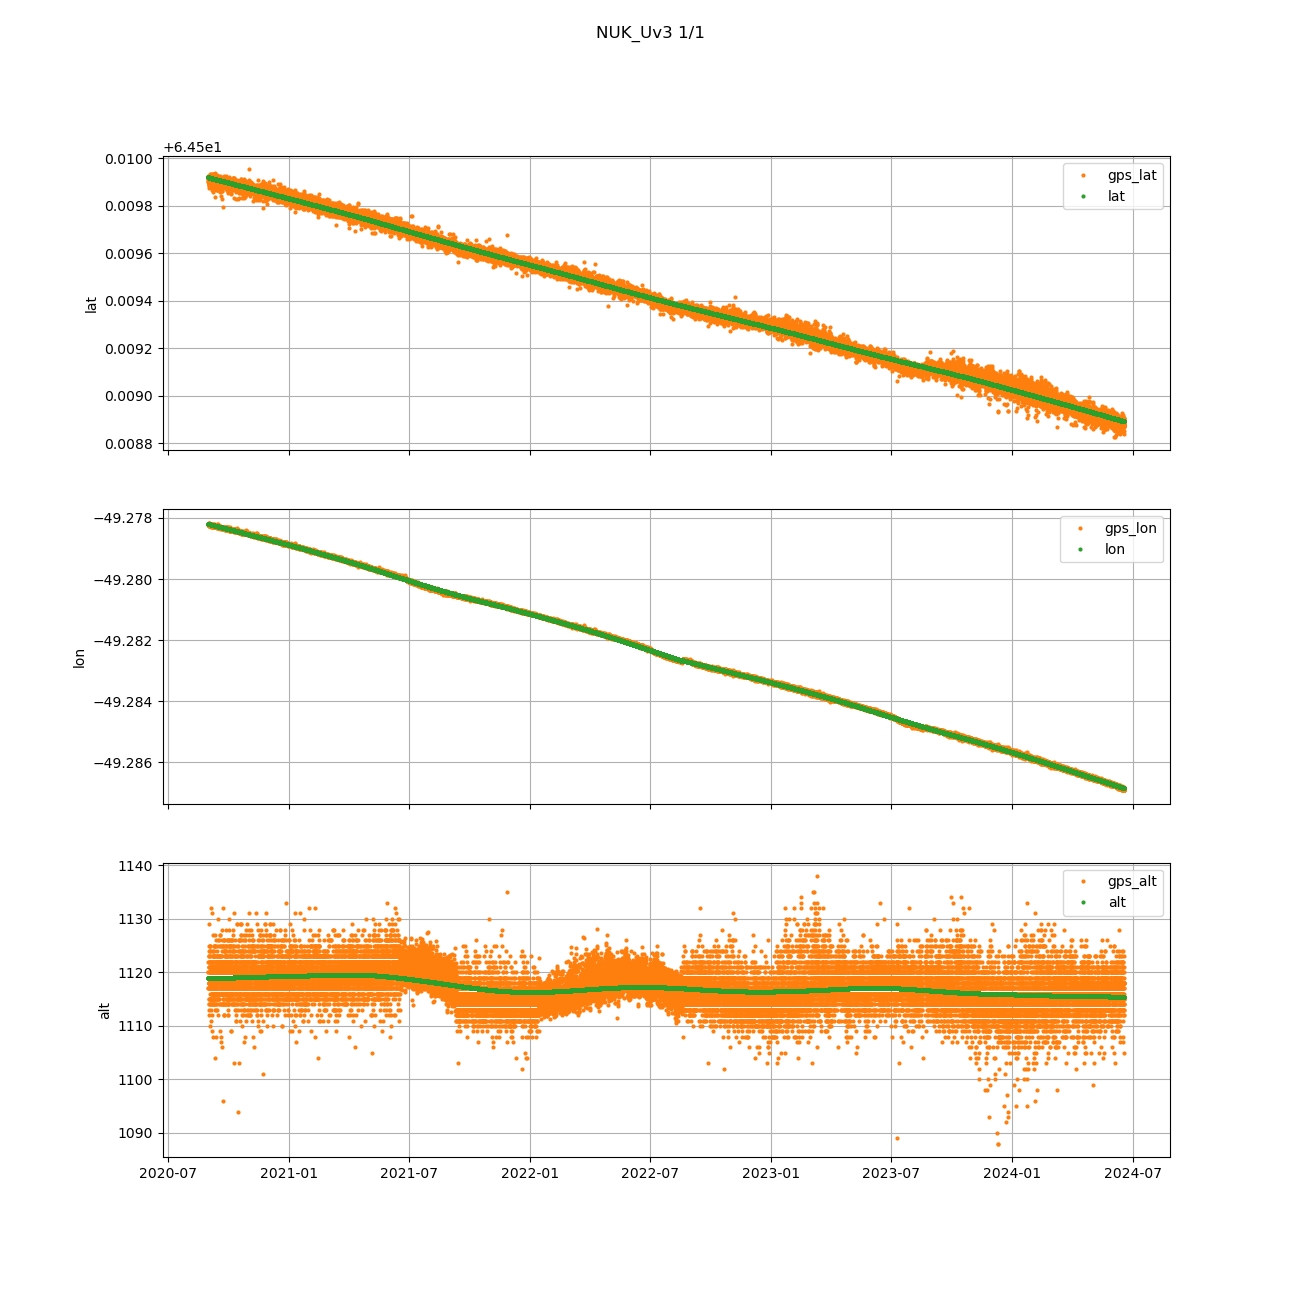 NUK_Uv3 1/1
+6.45e1
0.0100
0.0098
0.0096
0.0094
0.0092
0.0090
0.0088
lat
gps_lat
lat
−49.278
−49.280
−49.282
−49.284
−49.286
lon
gps_lon
lon
1140
1130
1120
1110
1100
1090
alt
gps_alt
alt
2020-07 2021-01 2021-07 2022-01 2022-07 2023-01 2023-07 2024-01 2024-07